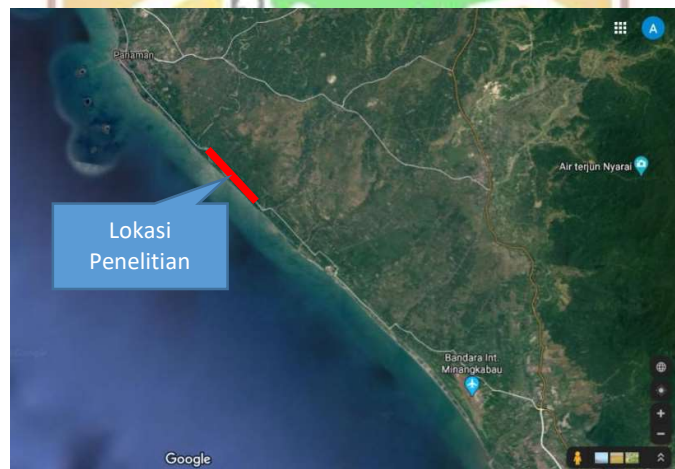 Pariaman
A
Air terjun Nyarai
Lokasi
Penelitian
Bandara Int.
Minangkabau
Google